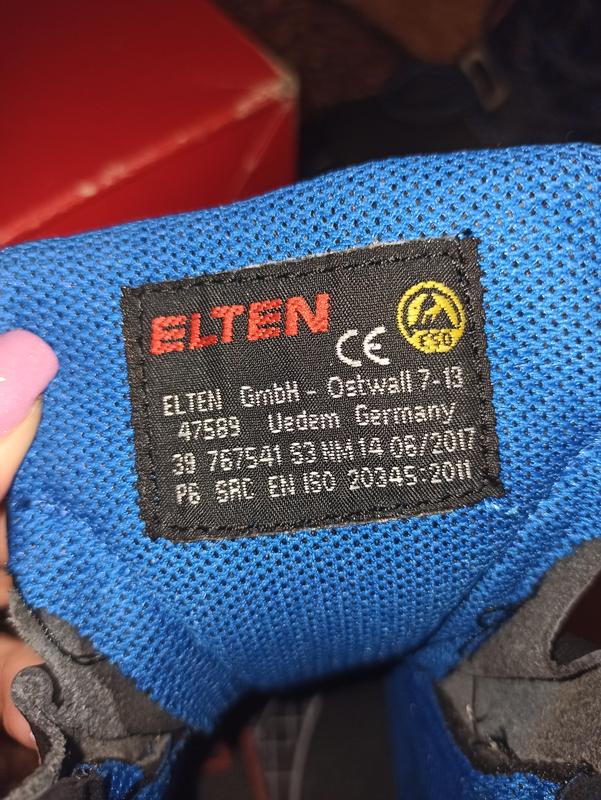 ELTEN
CE
ESD
ELTEN GmbH - Ostwall 7-13
47589 Uedem Germany
39 767541 S3 NM 14 06/2017
P6 SRC EN ISO 20345:2011